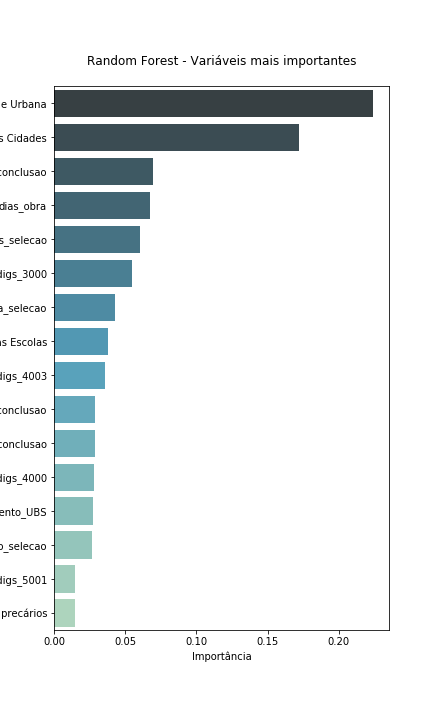 Random Forest - Variáveis mais importantes
e Urbana
s Cidades
conclusao
dias_obra
s_selecao
digs_3000
a_selecao
as Escolas
digs_4003
conclusao
conclusao
digs_4000
ento_UBS
o_selecao
digs_5001
precários
0.00 0.05 0.10 0.15 0.20
Importância